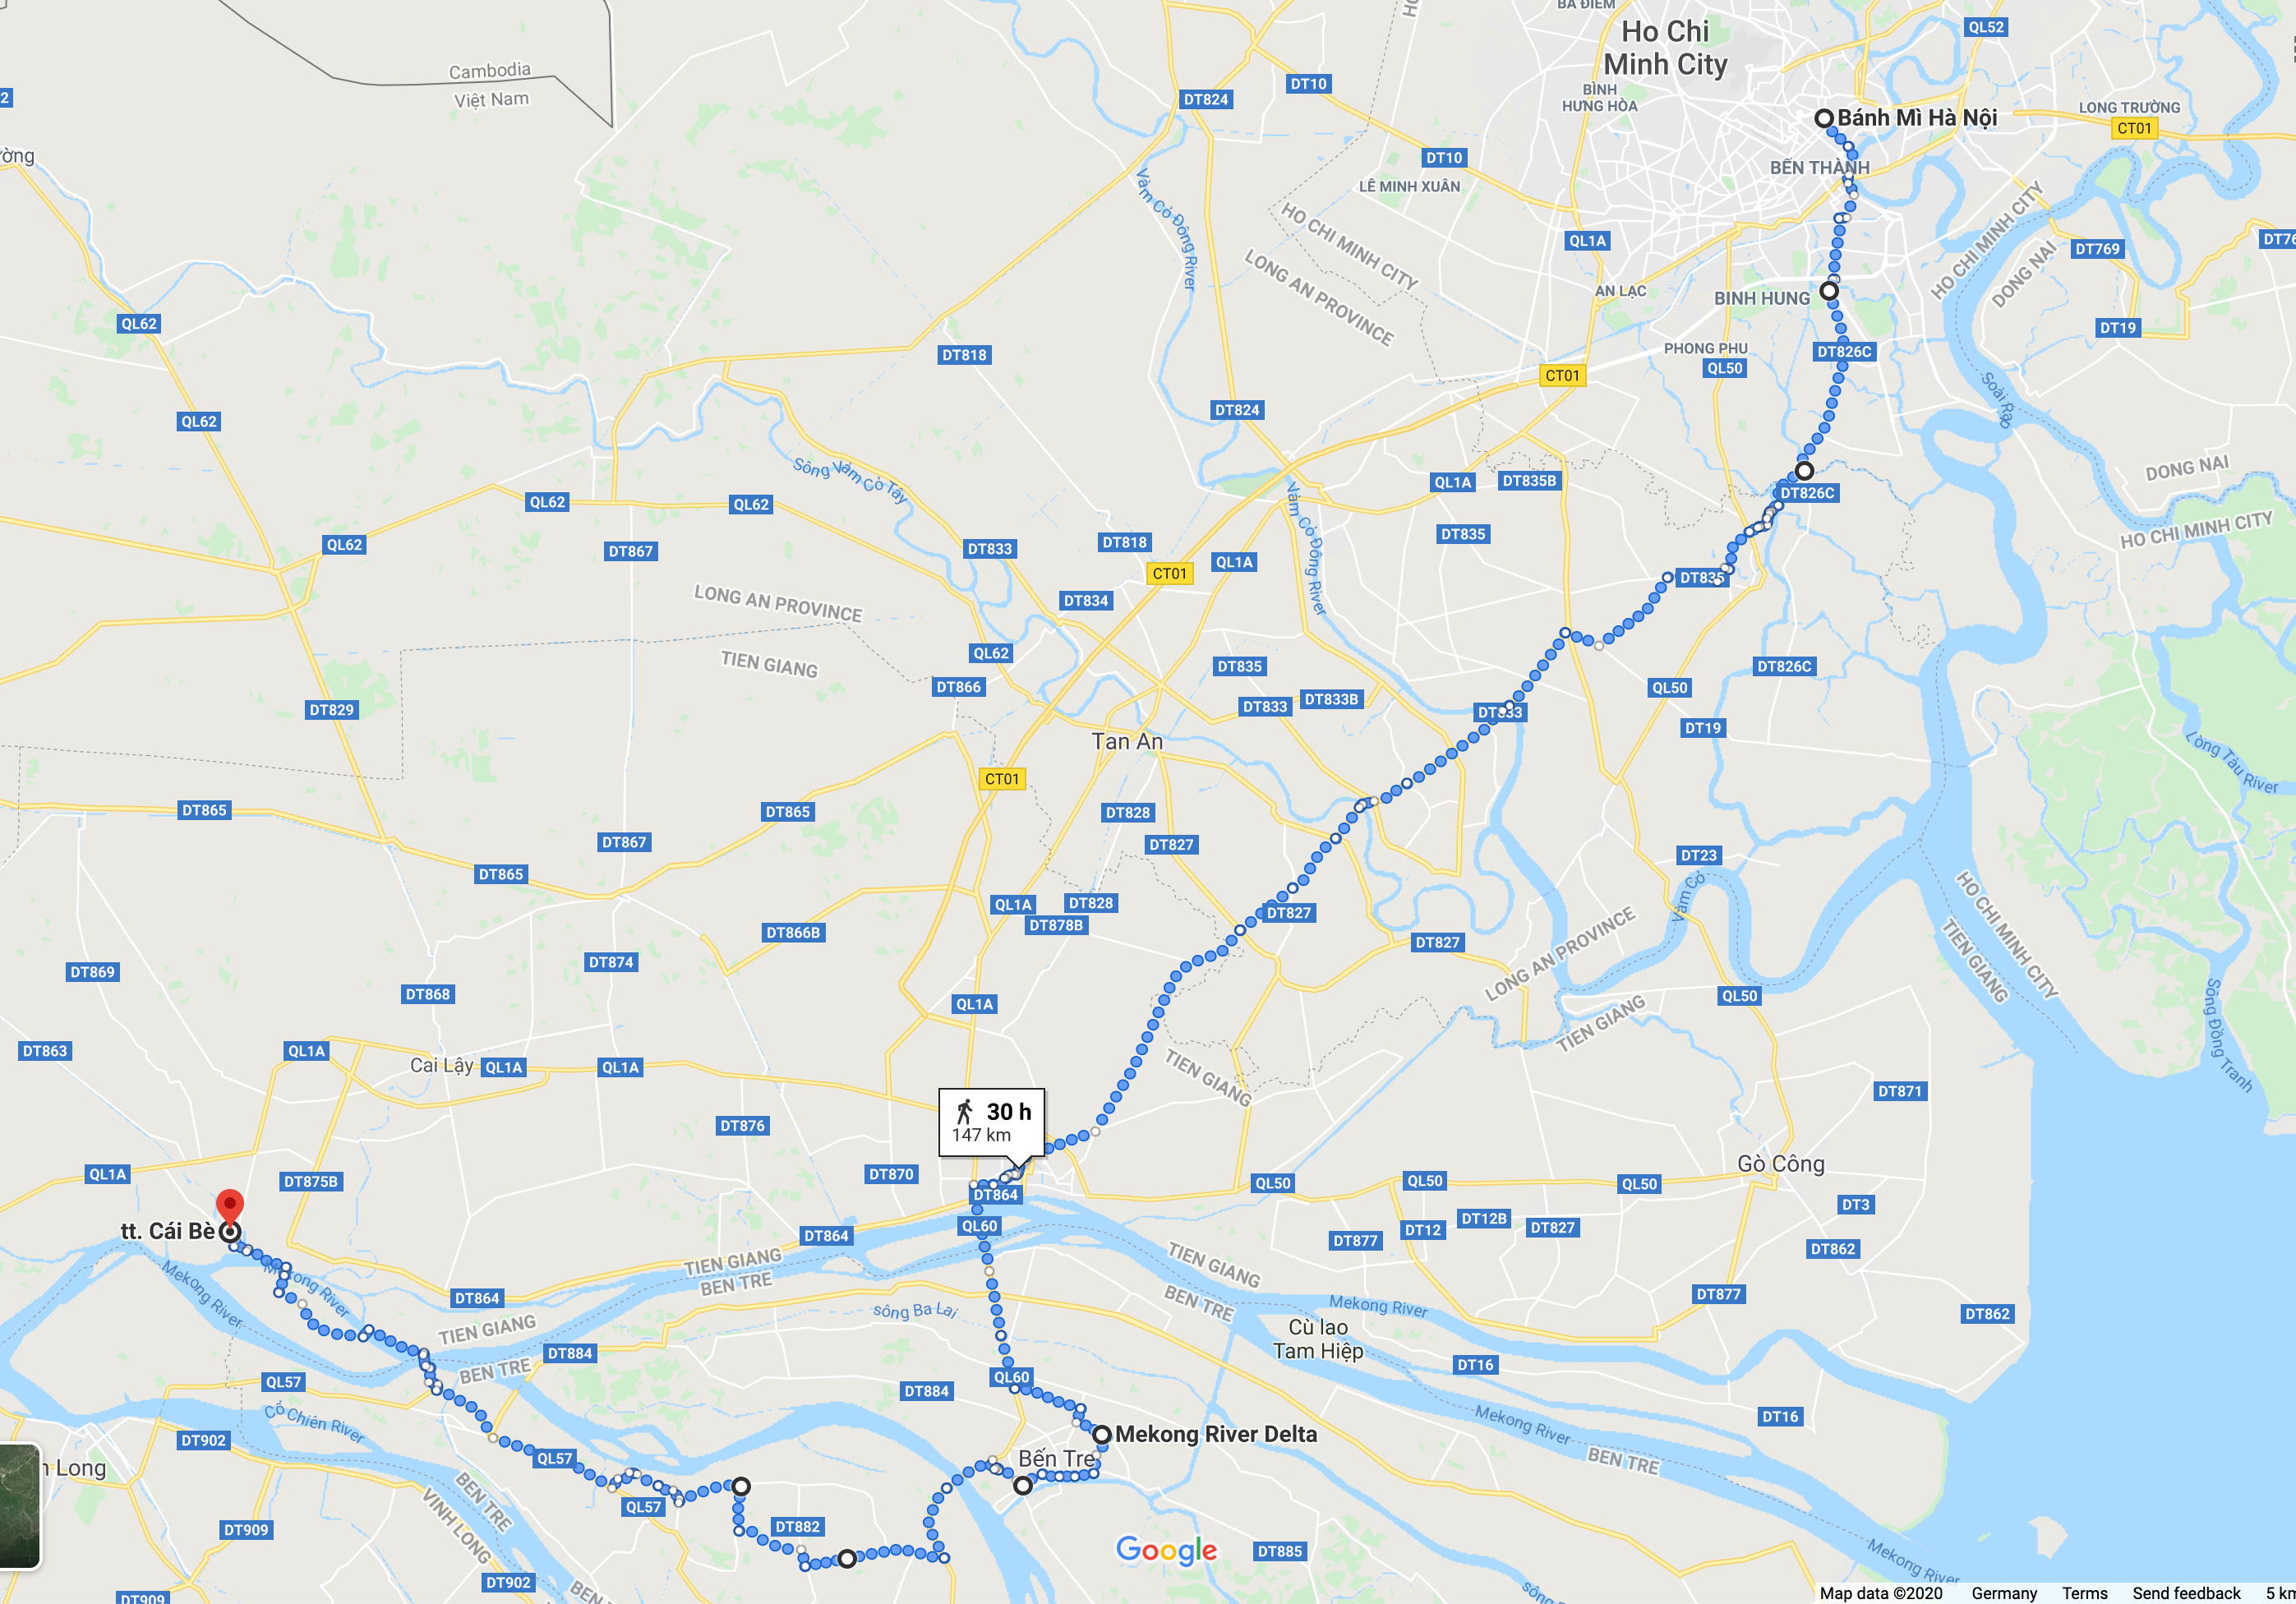 Ho Chi
Minh City
BA ĐIỂM
QL52
Cambodia
Việt Nam
DT824
DT10
BÌNH
HƯNG HÒA
LONG TRƯỜNG
CT01
Bánh Mì Hà Nội
DT10
LÊ MINH XUÂN
BẾN THÀNH
Vàm Cỏ Đông River
HO CHI MINH CITY
LONG AN PROVINCE
QL1A
HO CHI MINH CITY
DONG NAI
DT769
AN LẠC
BINH HUNG
QL62
DT818
DT19
PHONG PHU
DT826C
QL50
CT01
Soài Rạp
QL62
DT824
Sông Vàm Cỏ Tây
DONG NAI
QL62
QL62
QL1A
DT835B
DT826C
HO CHI MINH CITY
QL62
DT867
DT833
DT818
QL1A
DT835
Vàm Cỏ Đông River
CT01
DT835
LONG AN PROVINCE
DT834
TIEN GIANG
QL62
DT835
DT826C
DT866
QL50
DT829
DT833
DT833B
DT833
DT19
Tan An
Lòng Tàu River
CT01
DT865
DT865
DT828
DT867
DT827
DT23
DT865
Vàm Cỏ
QL1A
DT828
DT827
DT878B
DT866B
DT827
HO CHI MINH CITY
TIEN GIANG
LONG AN PROVINCE
TIEN GIANG
DT869
DT874
DT868
QL1A
QL50
Sông Đồng Tranh
DT863
QL1A
Cai Lậy
QL1A
QL1A
TIEN GIANG
DT871
30 h
147 km
DT876
QL1A
DT875B
DT870
DT864
QL50
QL50
QL50
Gò Công
DT3
tt. Cái Bè
DT864
QL60
DT877
DT12
DT12B
DT827
DT862
TIEN GIANG
BEN TRE
TIEN GIANG
BEN TRE
Mekong River
Mekong River
DT864
sông Ba Lai
Mekong River
DT877
DT862
TIEN GIANG
BEN TRE
Cù lao
Tam Hiệp
DT884
DT16
QL57
DT884
QL60
Cổ Chiên River
Mekong River
DT16
DT902
Mekong River Delta
BEN TRE
Bến Tre
QL57
BEN TRE
VINH LONG
QL57
DT909
DT882
Google
DT885
Mekong River
DT902
DT909
Map data ©2020
Germany
Terms
Send feedback